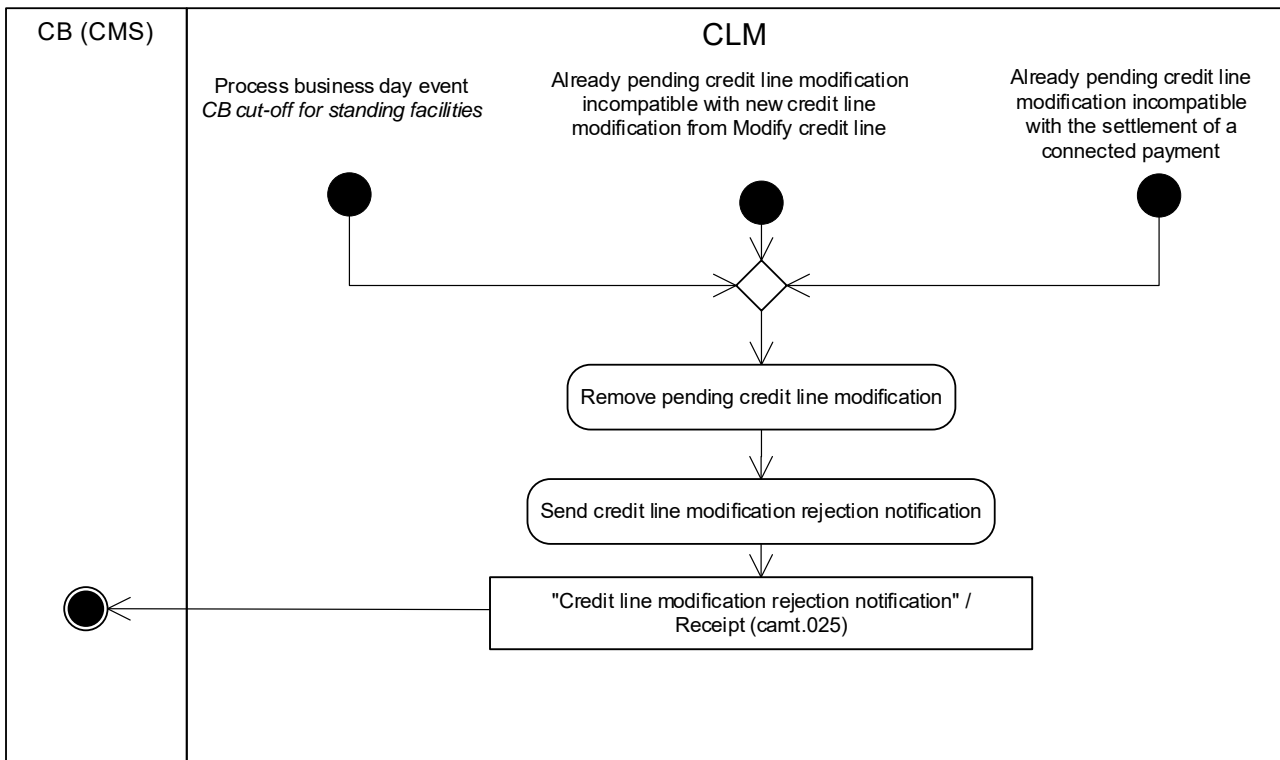 CB (CMS)
CLM
Process business day event
CB cut-off for standing facilities
Already pending credit line modification
incompatible with new credit line
modification from Modify credit line
Already pending credit line
modification incompatible
with the settlement of a
connected payment
Remove pending credit line modification
Send credit line modification rejection notification
"Credit line modification rejection notification" /
Receipt (camt.025)